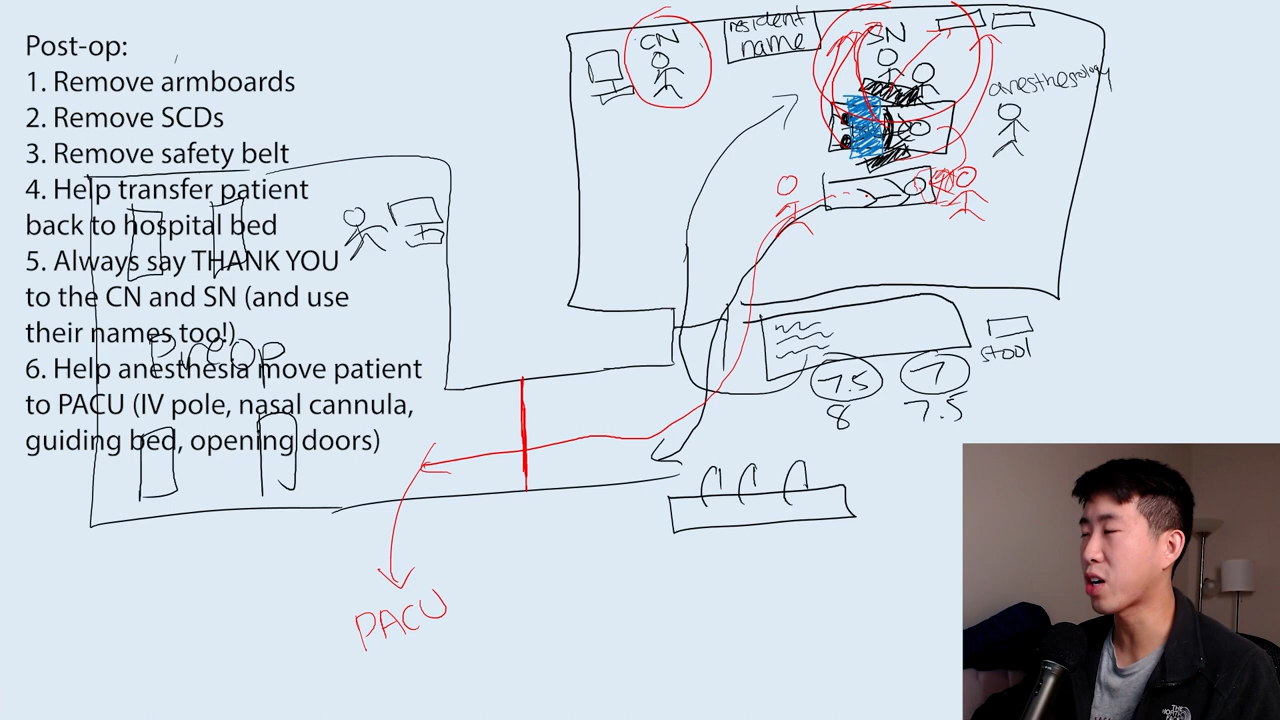 Post-op:
1. Remove armboards
2. Remove SCDs
3. Remove safety belt
4. Help transfer patient
back to hospital bed
5. Always say THANK YOU
to the CN and SN (and use
their names too!)
6. Help anesthesia move patient
to PACU (IV pole, nasal cannula,
guiding bed, opening doors)
PreOp
CN
resident
name
SN
anesthesiology
stool
7.5
8
7
7.5
PACU
THE
NORTH
FACE